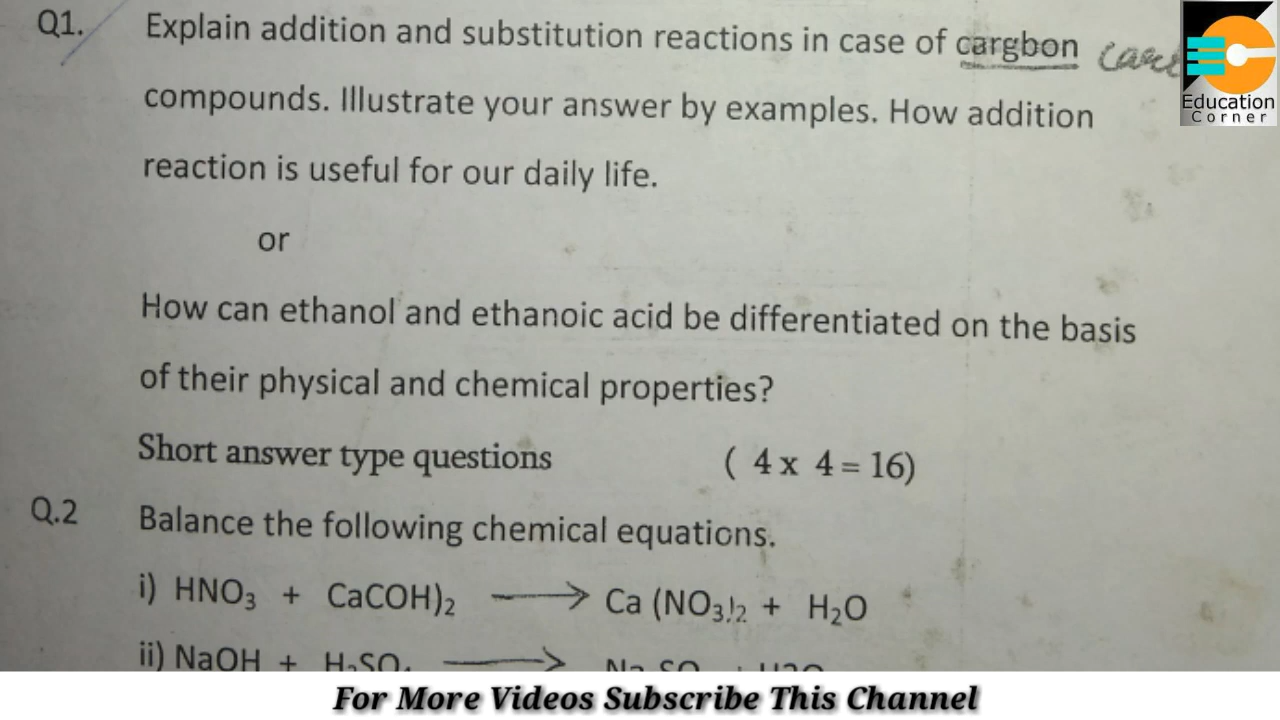 Q1. Explain addition and substitution reactions in case of cargbon
Education
Corner
compounds. Illustrate your answer by examples. How addition
reaction is useful for our daily life.
or
How can ethanol and ethanoic acid be differentiated on the basis
of their physical and chemical properties?
Short answer type questions ( 4 x 4 = 16)
Q.2 Balance the following chemical equations.
i) HNO₃ + CaCOH)₂ ⟶ Ca (NO₃)₂ + H₂O
ii) NaOH + H₂SO₄ ⟶
For More Videos Subscribe This Channel